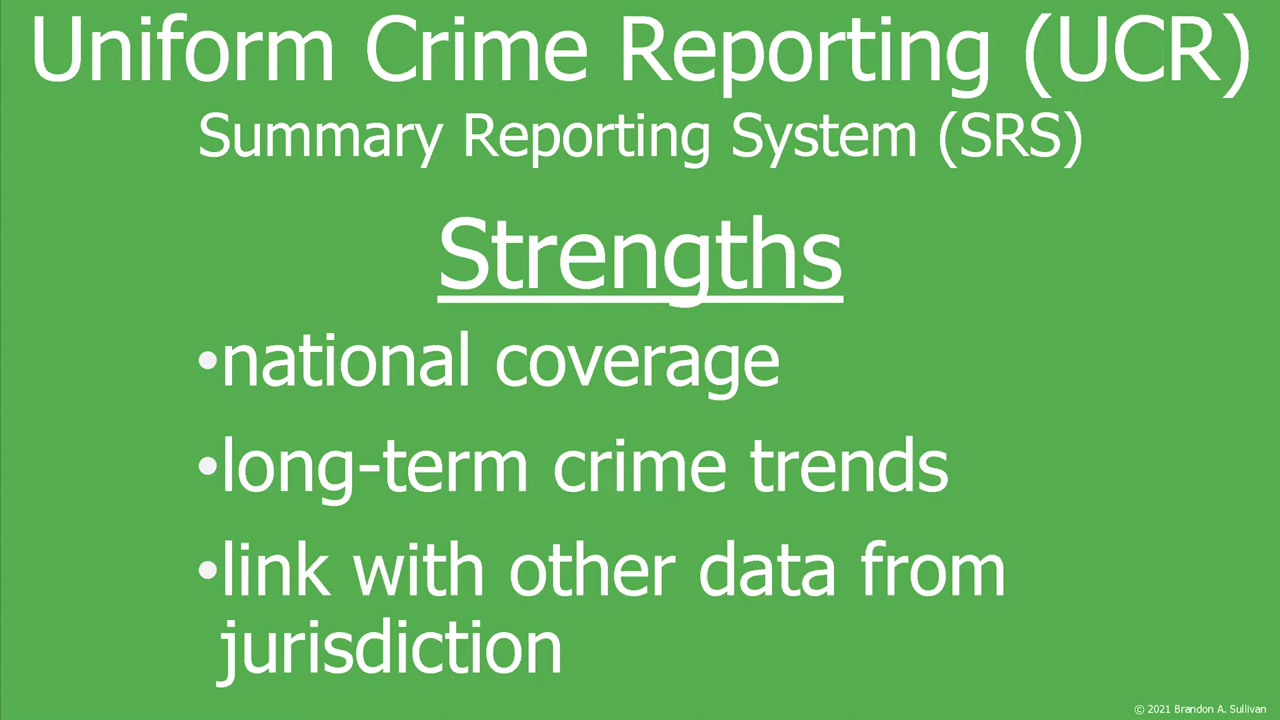 Uniform Crime Reporting (UCR)
Summary Reporting System (SRS)
Strengths
•national coverage
•long-term crime trends
•link with other data from
jurisdiction
© 2021 Brandon A. Sullivan